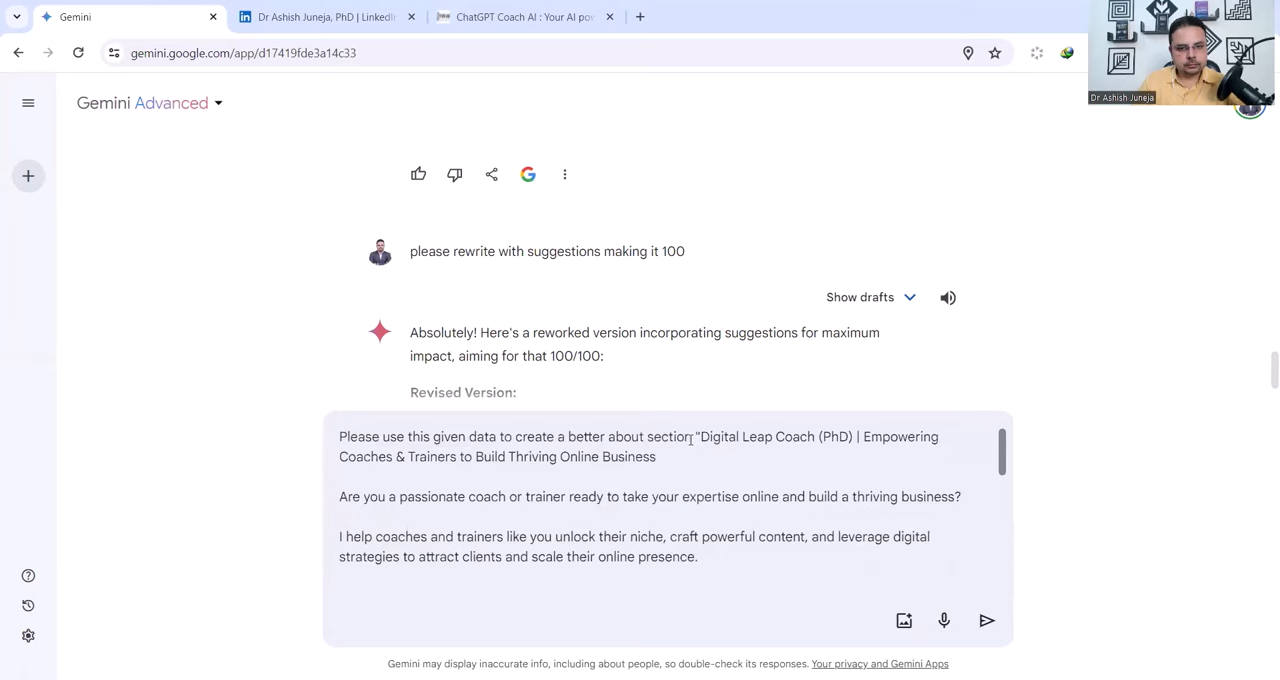 Gemini
Dr Ashish Juneja, PhD | LinkedIn
ChatGPT Coach AI : Your AI pow
gemini.google.com/app/d17419fde3a14c33
Dr Ashish Juneja
Gemini Advanced
please rewrite with suggestions making it 100
Show drafts
Absolutely! Here's a reworked version incorporating suggestions for maximum
impact, aiming for that 100/100:
Revised Version:
Please use this given data to create a better about section "Digital Leap Coach (PhD) | Empowering
Coaches & Trainers to Build Thriving Online Business
Are you a passionate coach or trainer ready to take your expertise online and build a thriving business?
I help coaches and trainers like you unlock their niche, craft powerful content, and leverage digital
strategies to attract clients and scale their online presence.
Gemini may display inaccurate info, including about people, so double-check its responses. Your privacy and Gemini Apps